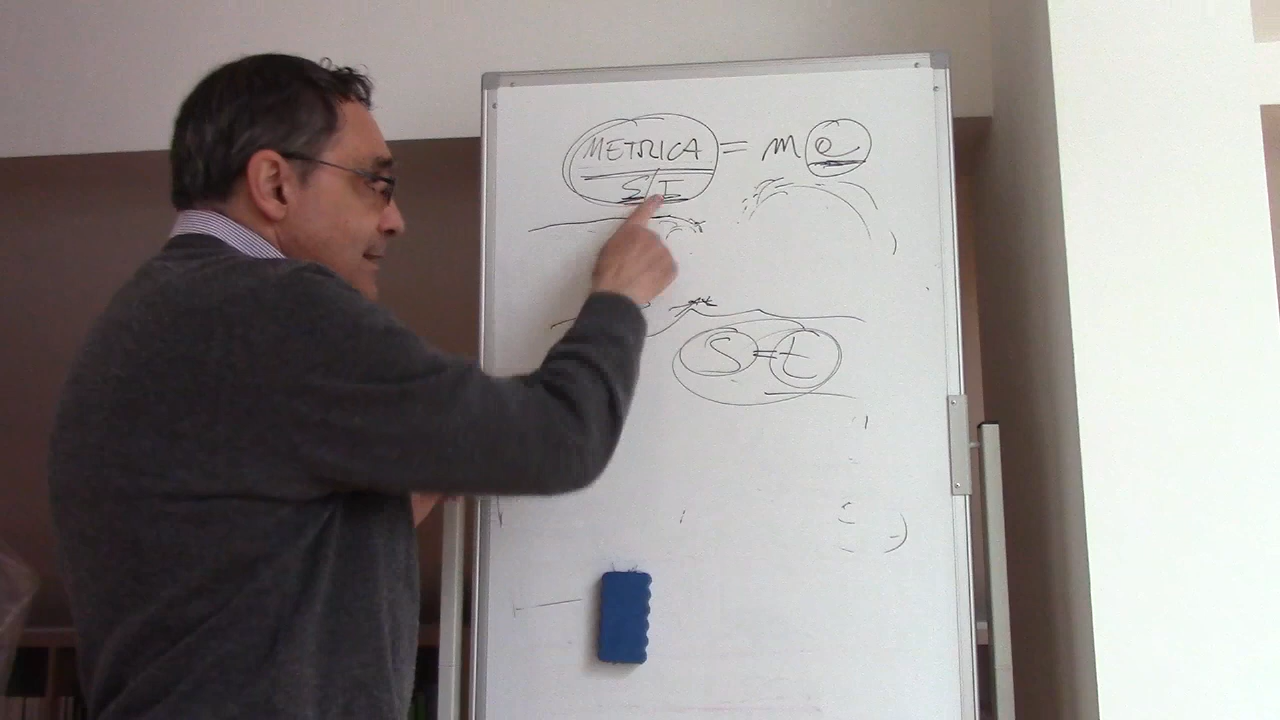 METRICA = m e
S/I
S=t